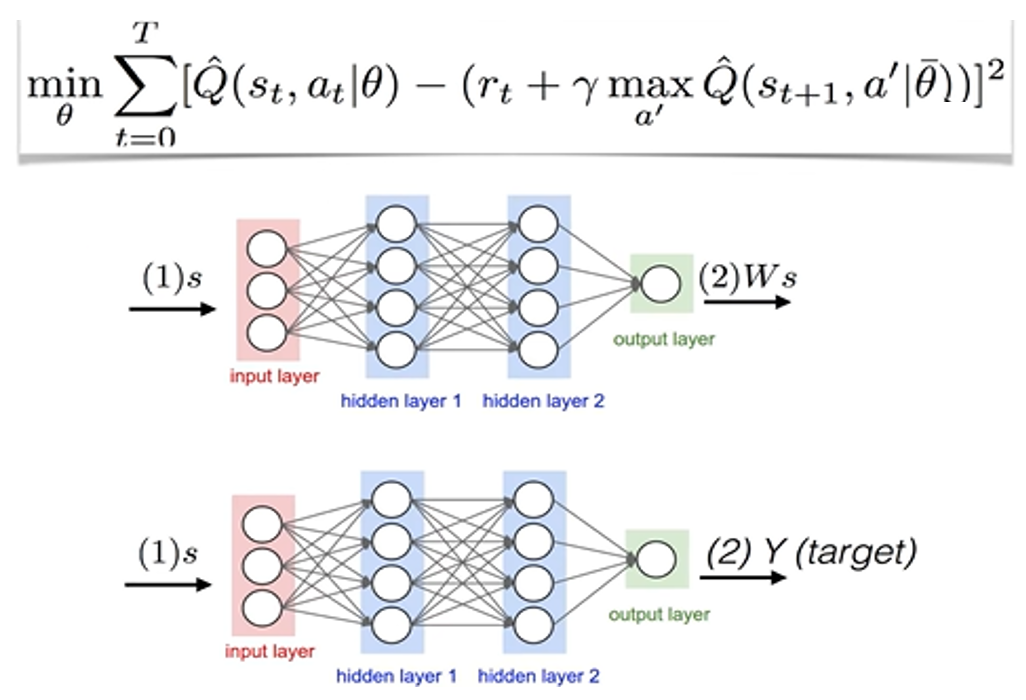 min_θ ∑_{t=0}^{T} [Q̂(s_t, a_t|θ) − (r_t + γ max_{a′} Q̂(s_{t+1}, a′|θ̄))]²
(1)s
(2)Ws
output layer
input layer
hidden layer 1 hidden layer 2
(1)s
(2) Y (target)
output layer
input layer
hidden layer 1 hidden layer 2